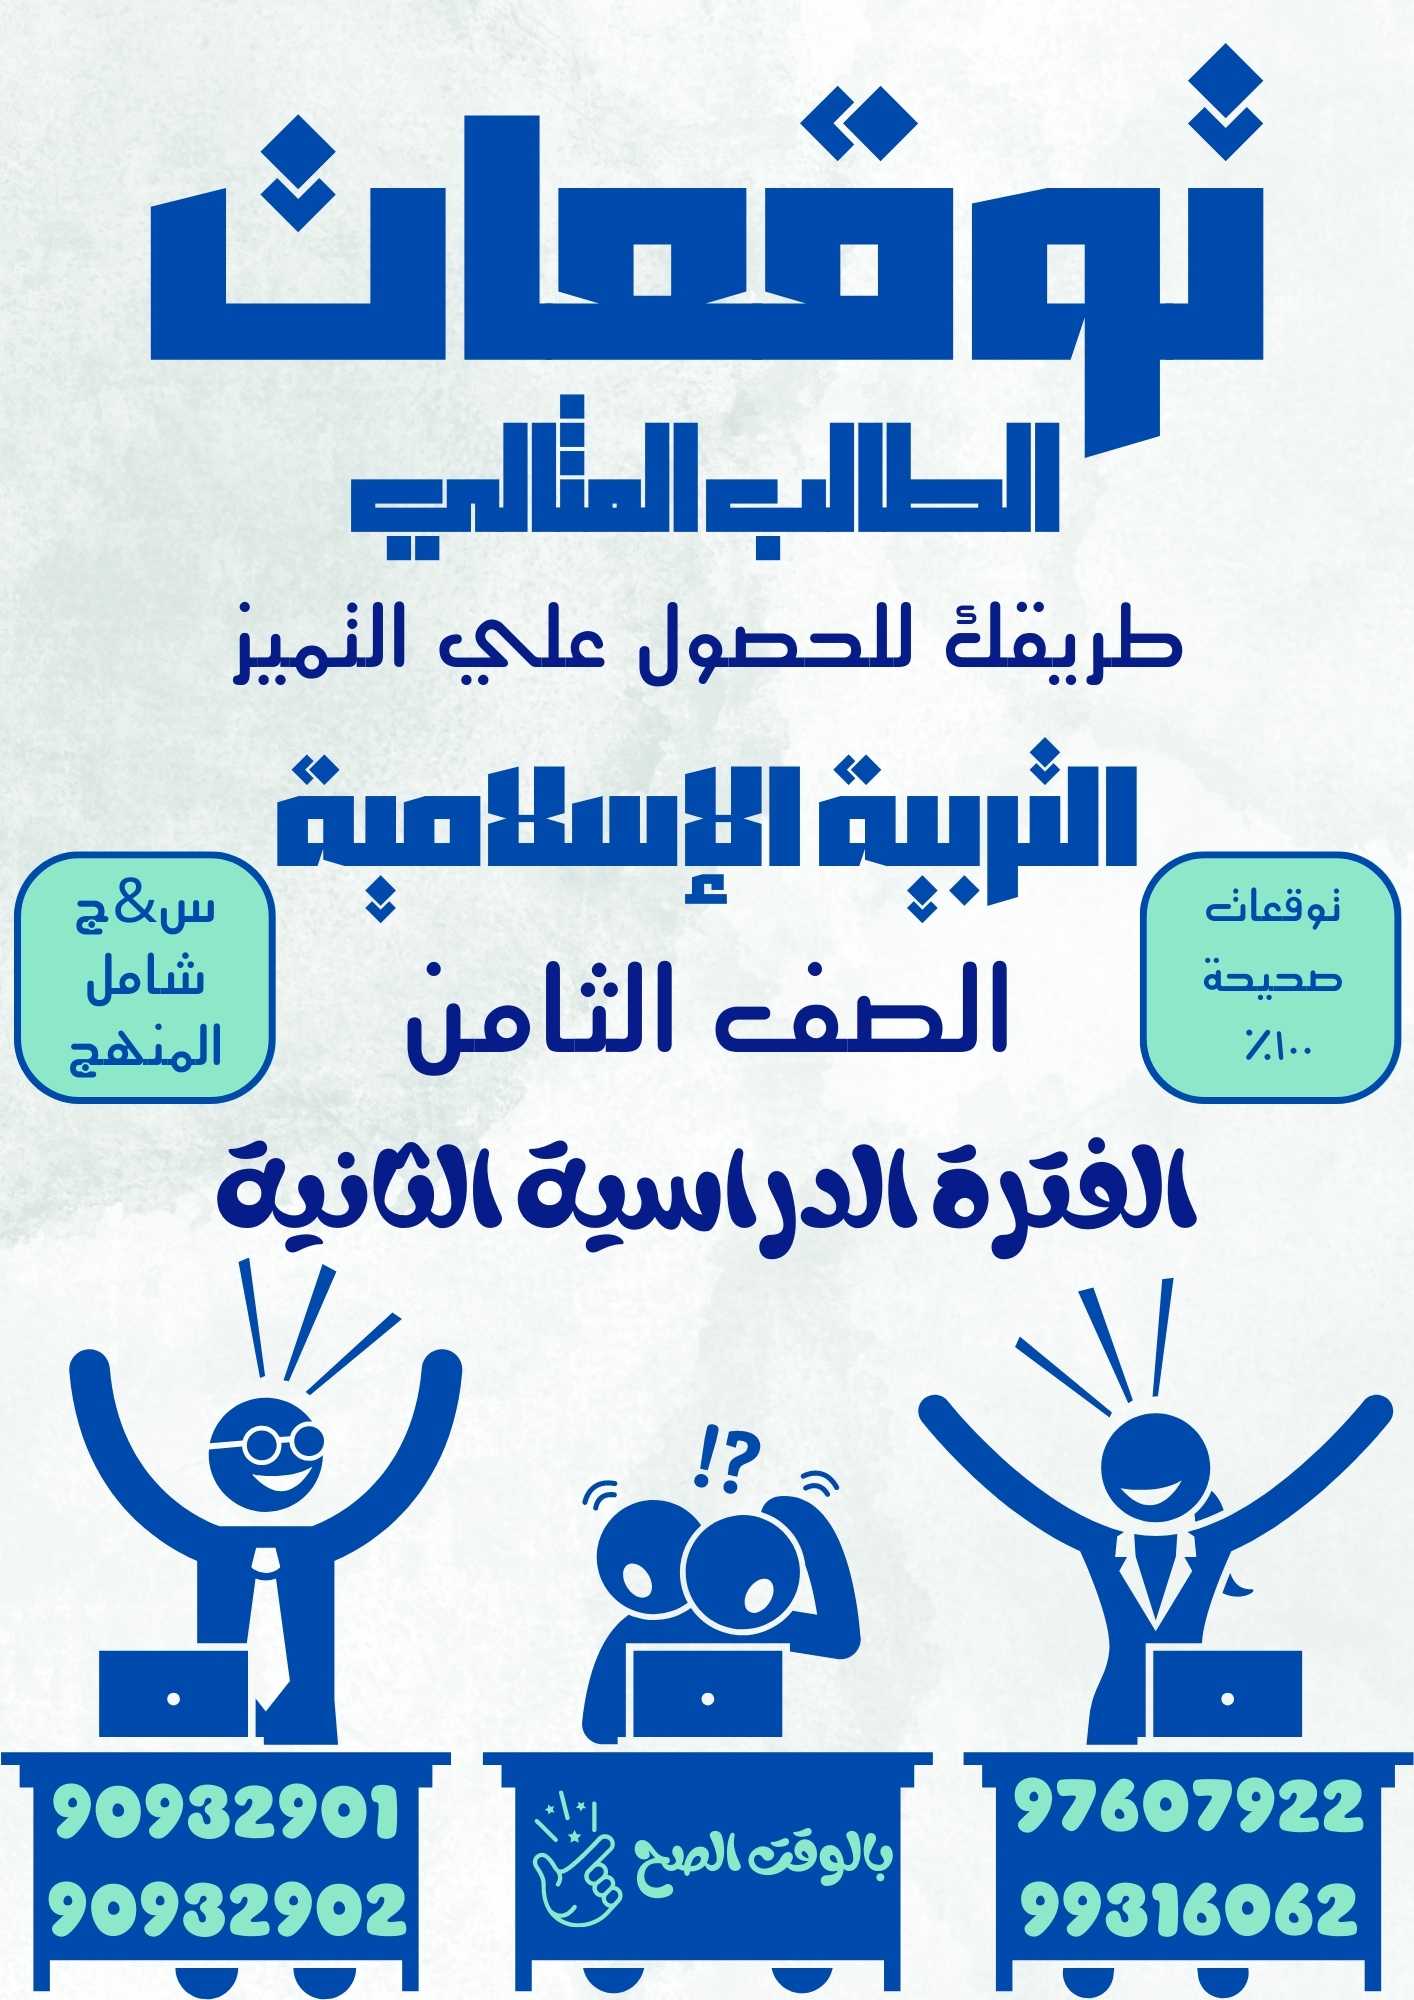 توقعات
الطالب المثالي
طريقك للحصول علي التميز
التربية الإسلامية
توقعات
صحيحة
١٠٠٪
س&ج
شامل
المنهج
الصف الثامن
الفترة الدراسية الثانية
!?
97607922
99316062
بالوقت الصح
90932901
90932902